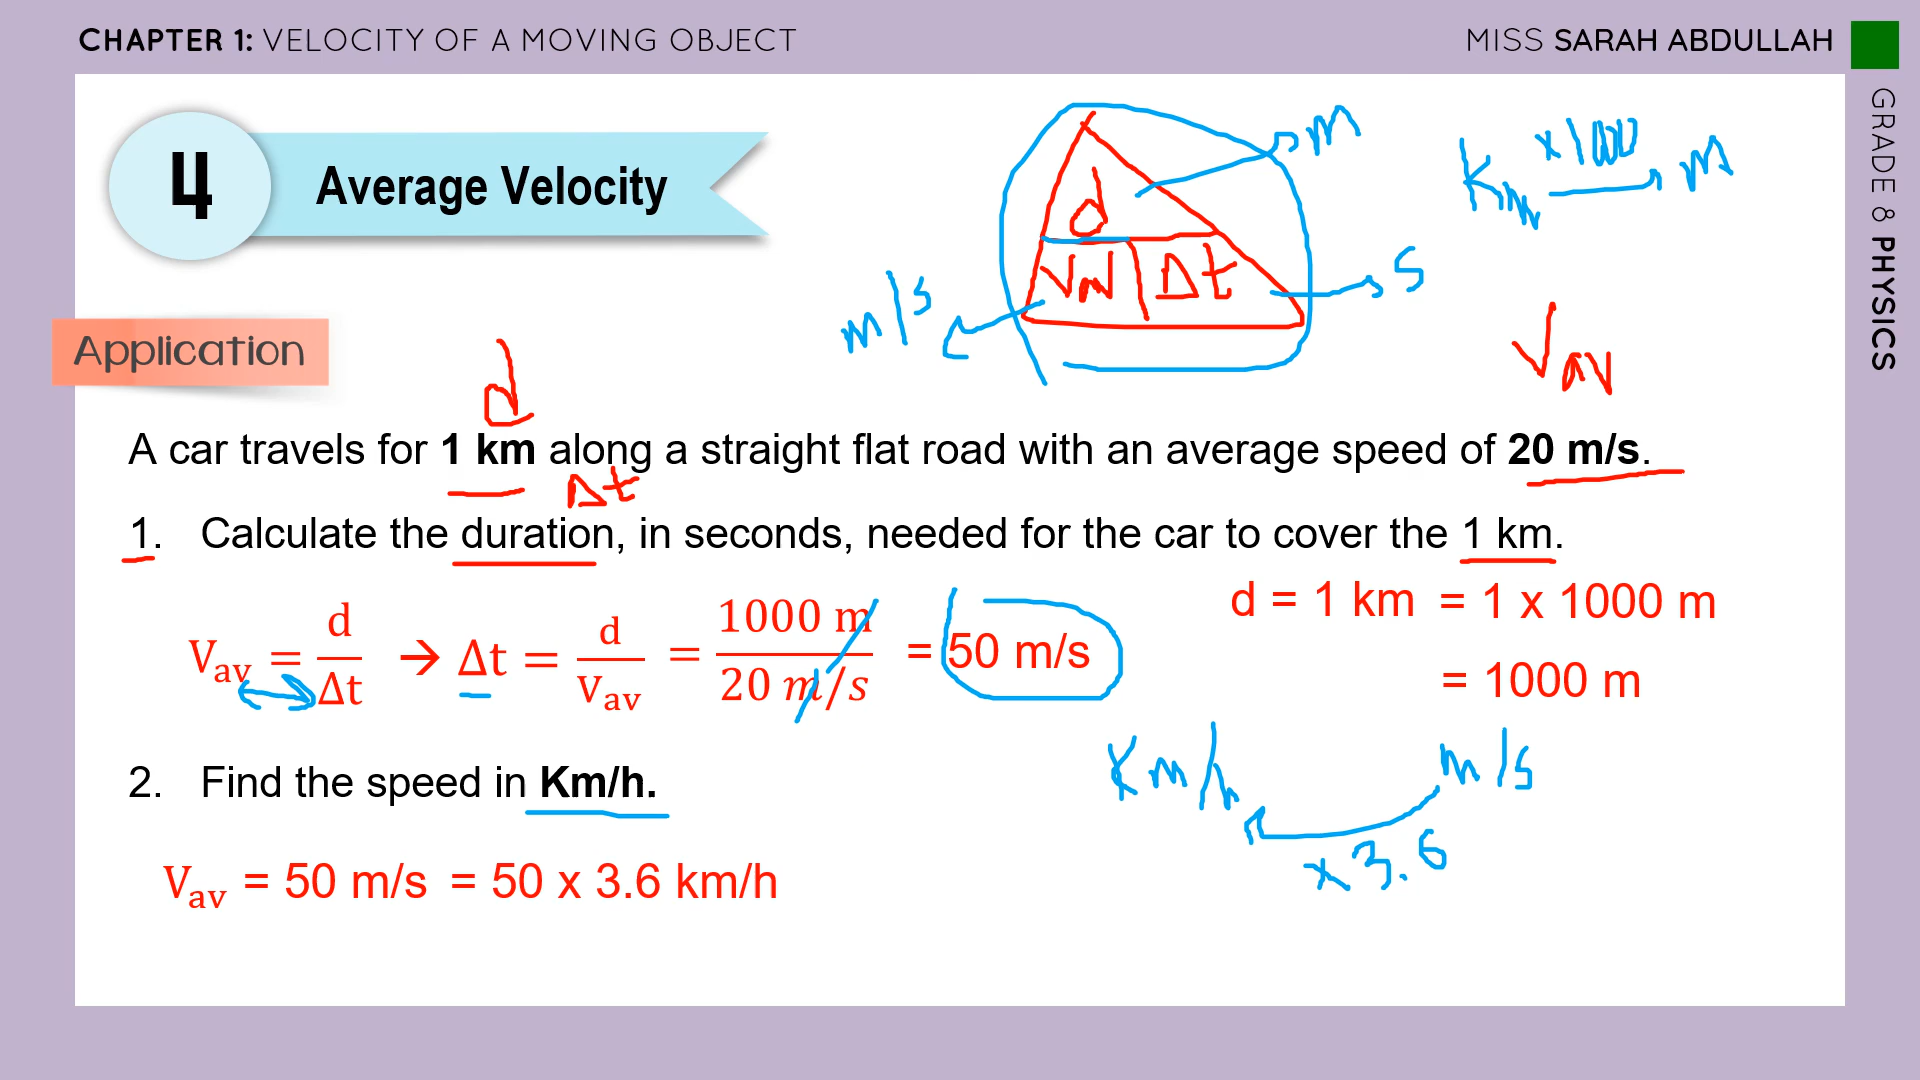 CHAPTER 1: VELOCITY OF A MOVING OBJECT
MISS SARAH ABDULLAH
GRADE 8 PHYSICS
4
Average Velocity
m
Km x1000 → m
d
Vav Δt
m/s
s
Application
d
Vav
A car travels for 1 km along a straight flat road with an average speed of 20 m/s.
Δt
1. Calculate the duration, in seconds, needed for the car to cover the 1 km.
d = 1 km = 1 x 1000 m
= 1000 m
Vav = d/Δt → Δt = d/vav = 1000 m/20 m/s = 50 m/s
Km/h
m/s
x 3.6
2. Find the speed in Km/h.
Vav = 50 m/s = 50 x 3.6 km/h